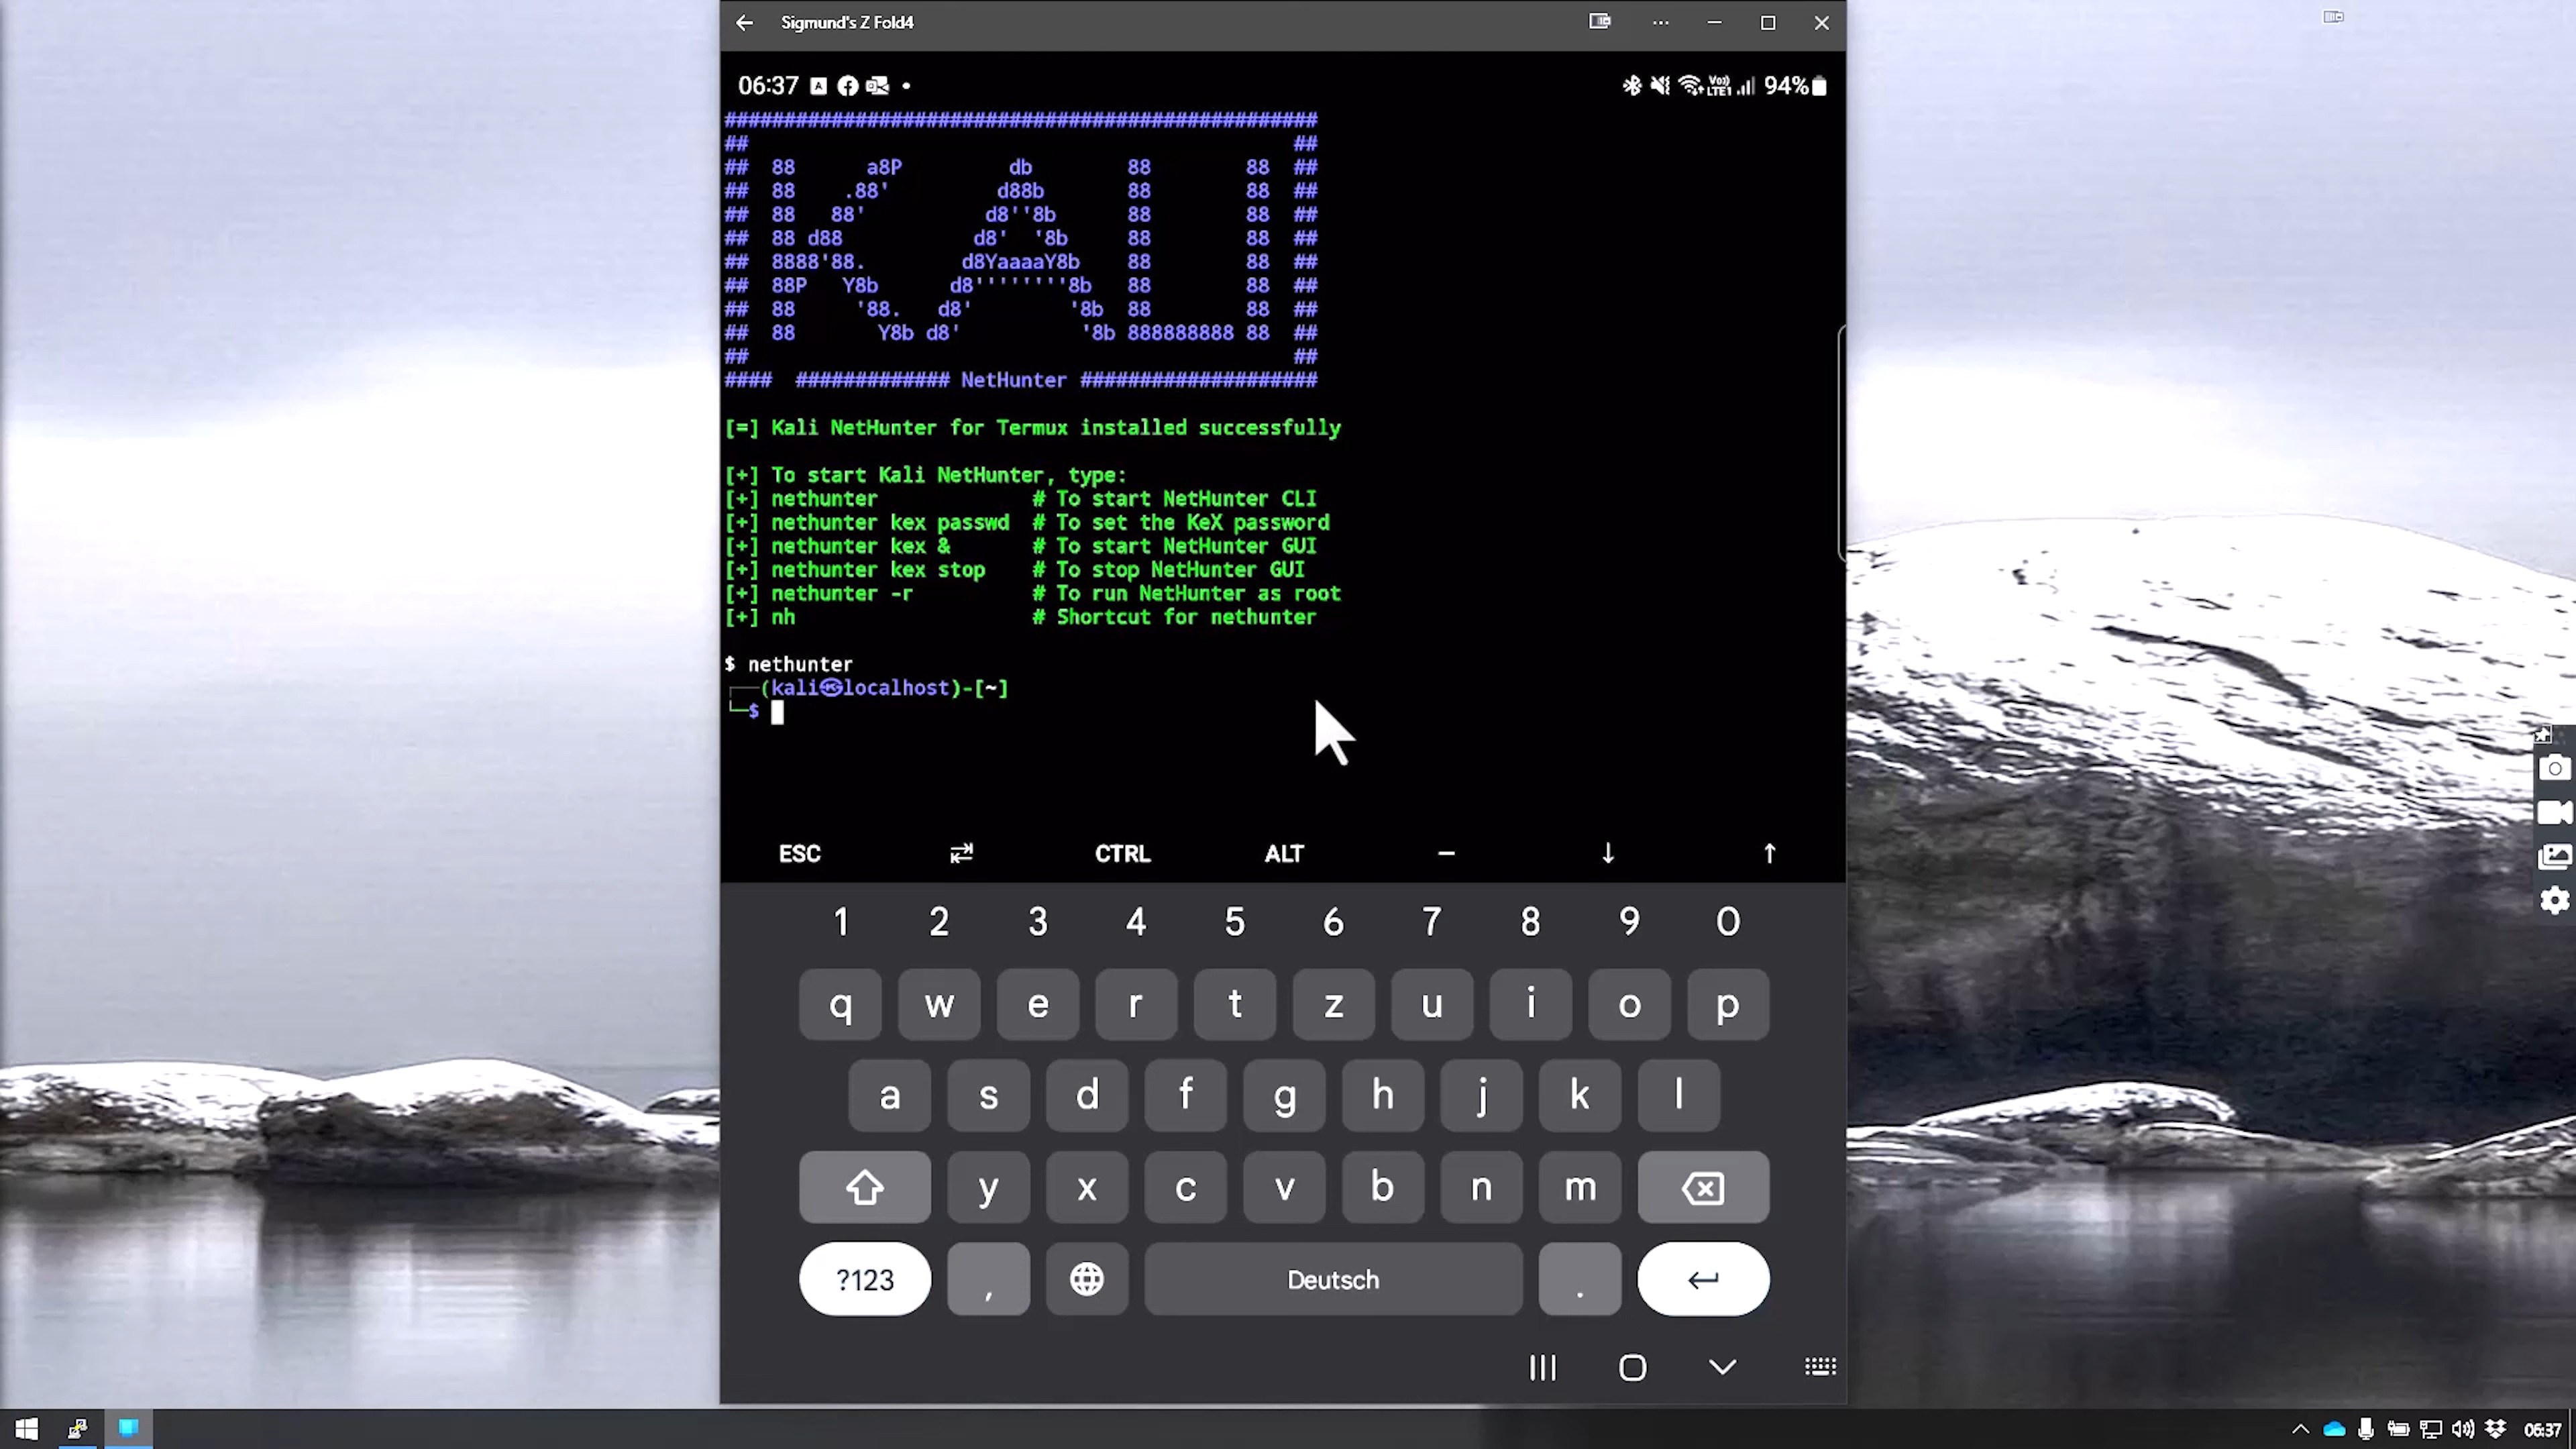 Sigmund's Z Fold4
06:37
94%
##################################################
##                                              ##
##  88      a8P         db        88        88  ##
##  88    .88'         d88b       88        88  ##
##  88   88'          d8''8b      88        88  ##
##  88 d88           d8'  '8b     88        88  ##
##  8888'88.        d8YaaaaY8b    88        88  ##
##  88P   Y8b      d8''''''''8b   88        88  ##
##  88     '88.   d8'        '8b  88        88  ##
##  88       Y8b d8'          '8b 888888888 88  ##
##                                              ##
####  ############# NetHunter ####################
[=] Kali NetHunter for Termux installed successfully
[+] To start Kali NetHunter, type:
[+] nethunter             # To start NetHunter CLI
[+] nethunter kex passwd  # To set the KeX password
[+] nethunter kex &       # To start NetHunter GUI
[+] nethunter kex stop    # To stop NetHunter GUI
[+] nethunter -r          # To run NetHunter as root
[+] nh                    # Shortcut for nethunter
$ nethunter
┌──(kali㉿localhost)-[~]
└─$
ESC CTRL ALT – ↓ ↑
1 2 3 4 5 6 7 8 9 0
q w e r t z u i o p
a s d f g h j k l
y x c v b n m
?123 , Deutsch .
06:37